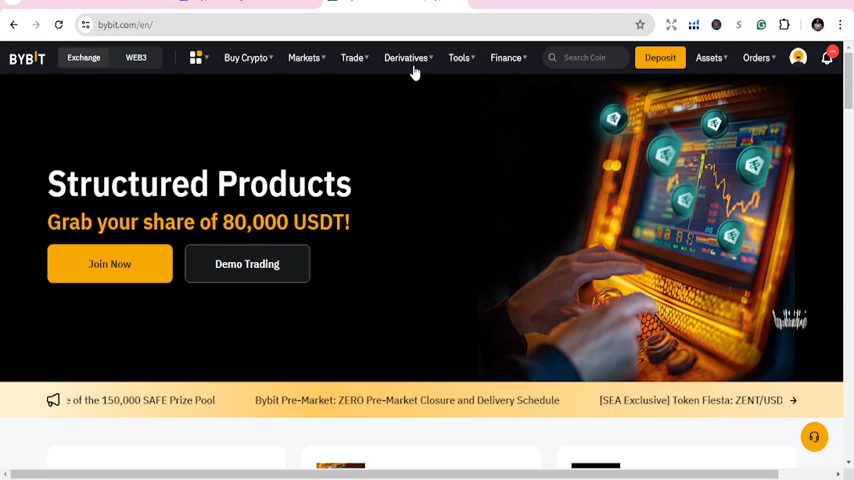 bybit.com/en/
BYBIT Exchange WEB3 Buy Crypto Markets Trade Derivatives Tools Finance Search Coin Deposit Assets Orders
Structured Products
Grab your share of 80,000 USDT!
Join Now Demo Trading
e of the 150,000 SAFE Prize Pool Bybit Pre-Market: ZERO Pre-Market Closure and Delivery Schedule [SEA Exclusive] Token Fiesta: ZENT/USD